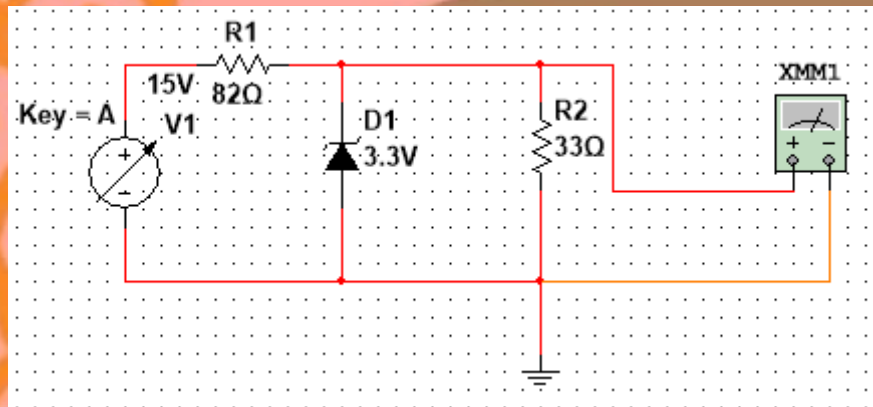 R1
XMM1
15V
82Ω
Key = A
V1
D1
3.3V
R2
33Ω
+
−
+
−